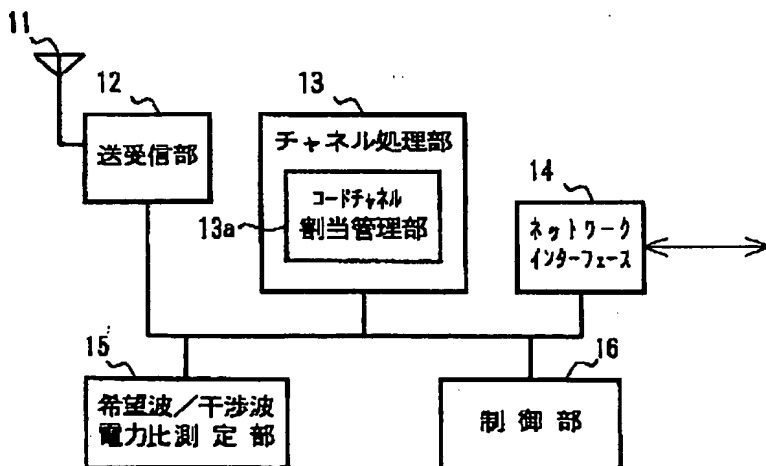 11
12
送受信部
13
チャネル処理部
13a
コードチャネル
割当管理部
14
ネットワーク
インターフェース
15
希望波/干渉波
電力比測定部
16
制御部